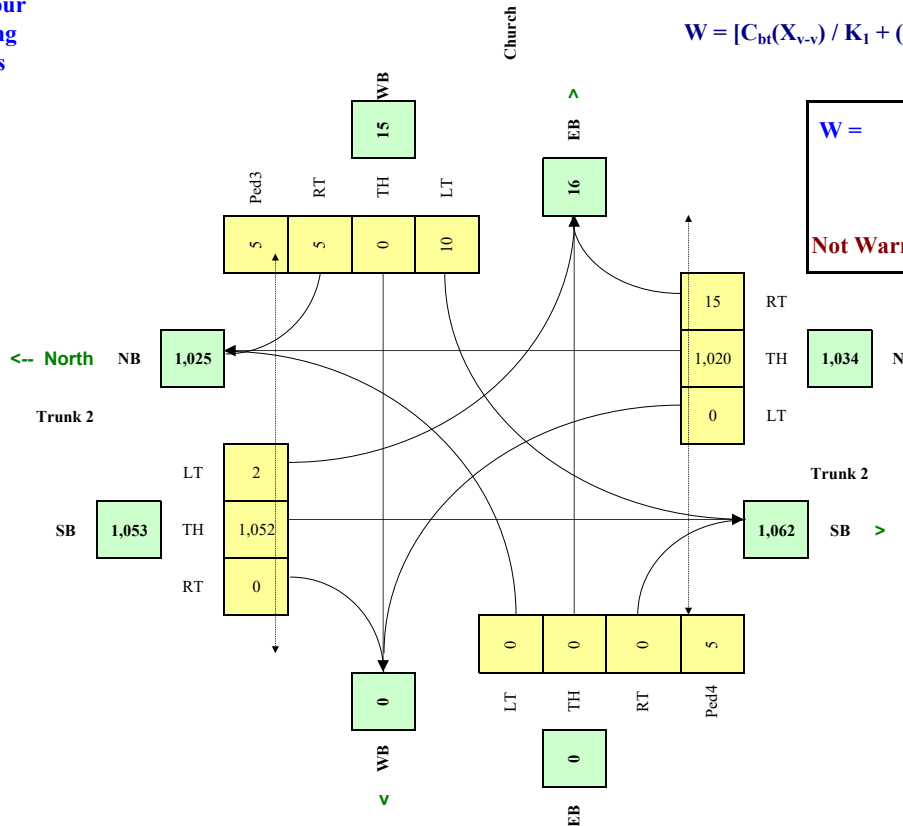 our
ng
s
Church
W = [Cbt(Xv-v) / K1 + (
WB
15
^
EB
16
W =
Not Warr
Ped3
RT
TH
LT
5
5
0
10
15
RT
<-- North
NB
1,025
1,020
TH
1,034
N
Trunk 2
0
LT
LT
2
Trunk 2
SB
1,053
TH
1,052
1,062
SB
>
RT
0
0
0
0
5
LT
TH
RT
Ped4
0
WB
v
0
EB